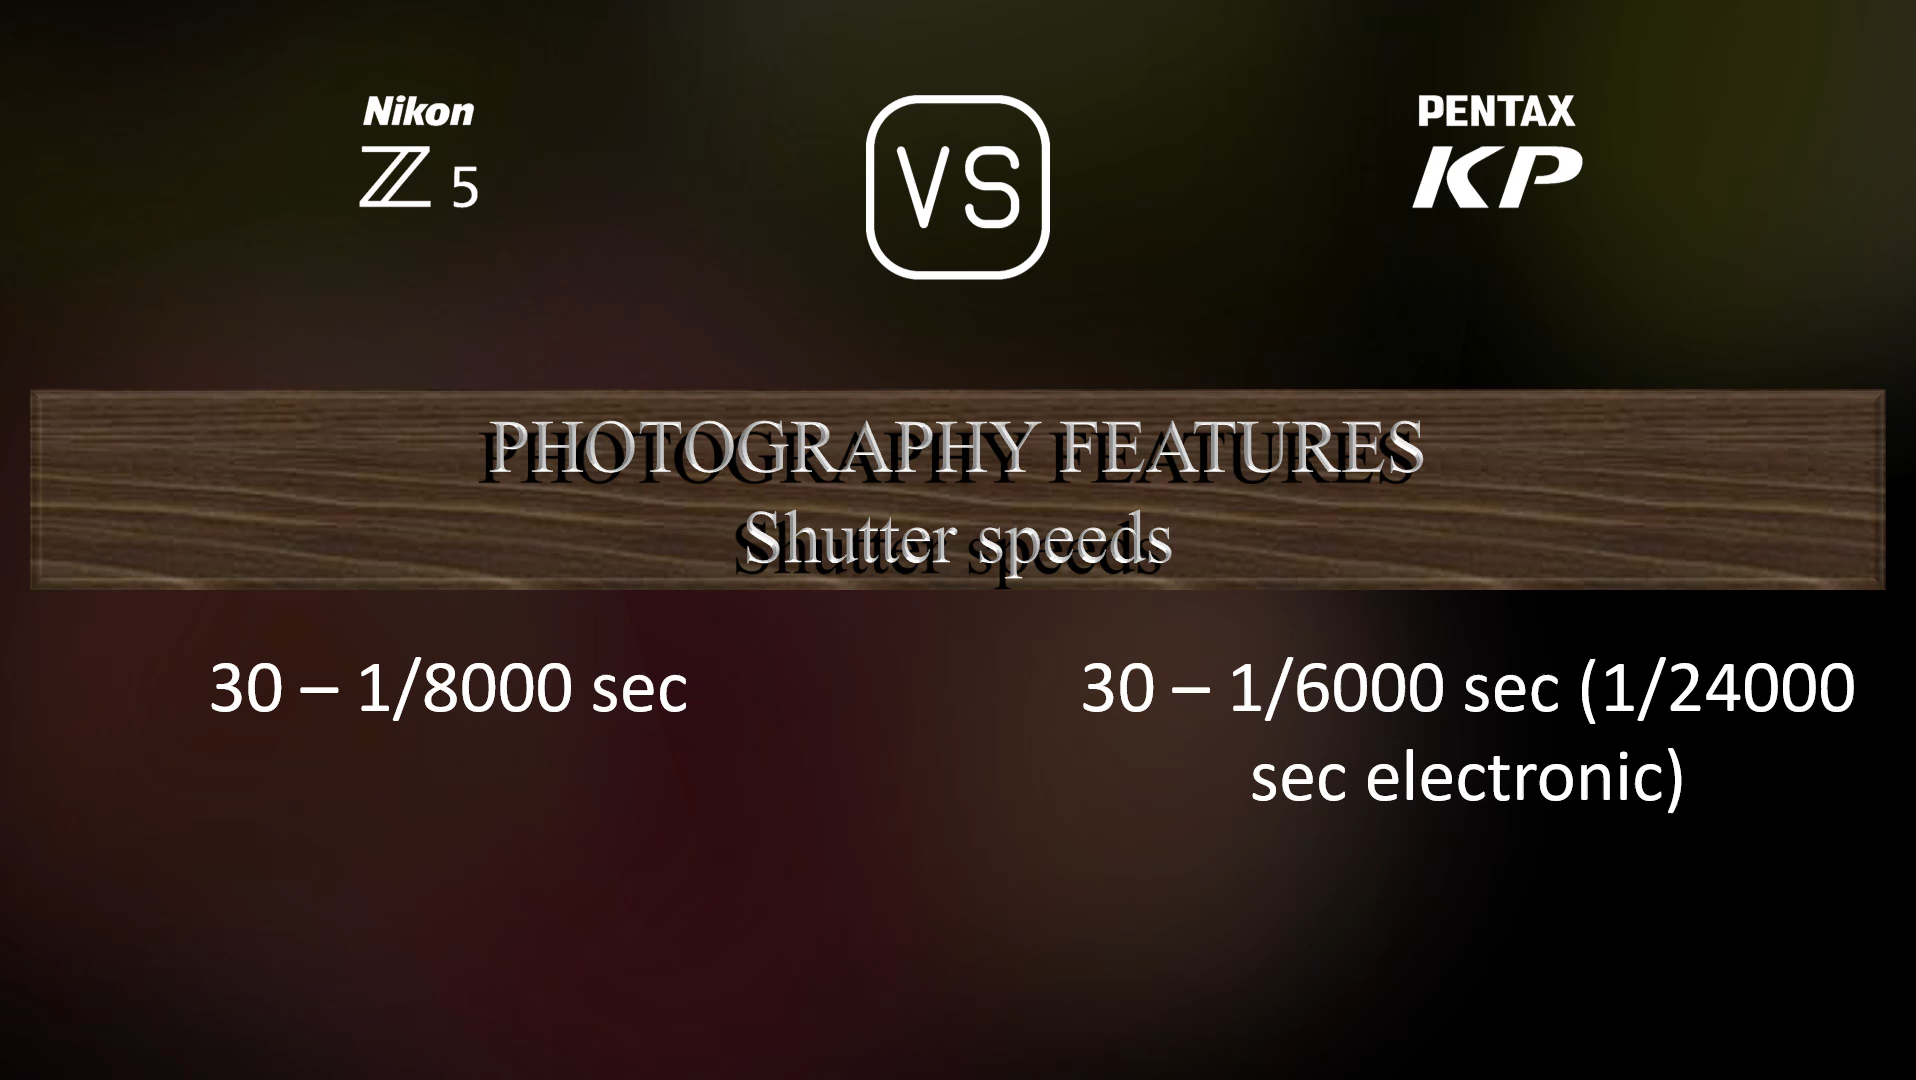 Nikon
Z 5
VS
PENTAX
KP
PHOTOGRAPHY FEATURES
Shutter speeds
30 – 1/8000 sec
30 – 1/6000 sec (1/24000
sec electronic)